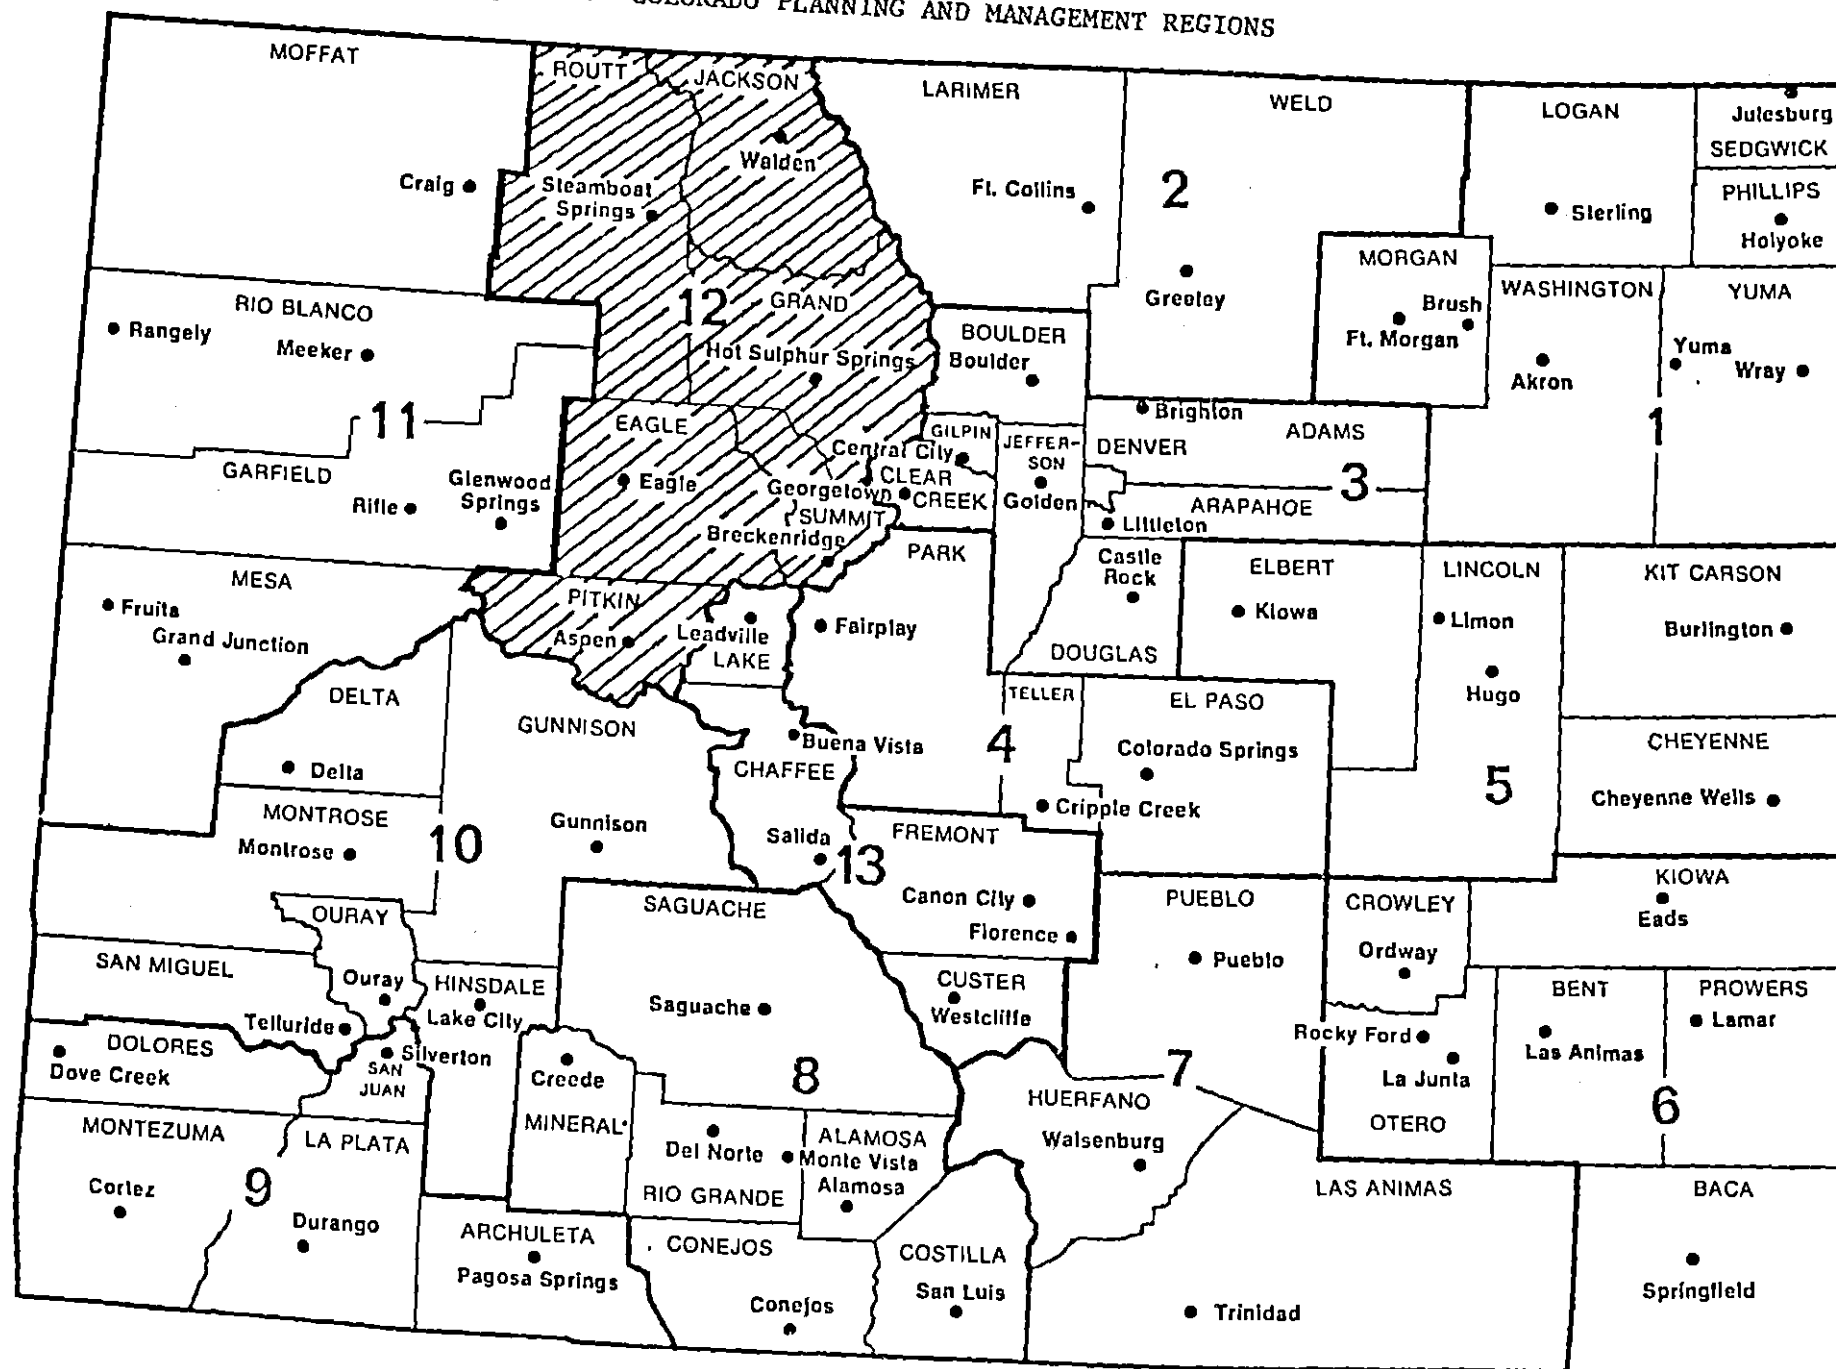 COLORADO PLANNING AND MANAGEMENT REGIONS
MOFFAT
ROUTT
JACKSON
LARIMER
WELD
LOGAN
Julesburg
SEDGWICK
Walden
Craig
Steamboat
Springs
Ft. Collins
2
Sterling
PHILLIPS
Holyoke
MORGAN
Greeley
Brush
Ft. Morgan
WASHINGTON
YUMA
RIO BLANCO
Rangely
Meeker
12
GRAND
Hot Sulphur Springs
BOULDER
Boulder
Akron
Yuma
Wray
11
EAGLE
Brighton
ADAMS
1
GILPIN
Central City
JEFFER-
SON
DENVER
GARFIELD
Glenwood
Springs
Rifle
Eagle
Georgetown
CLEAR
CREEK
Golden
3
ARAPAHOE
SUMMIT
Breckenridge
Littleton
PARK
Castle
Rock
ELBERT
LINCOLN
KIT CARSON
MESA
Fruita
Grand Junction
PITKIN
Aspen
Leadville
LAKE
Fairplay
Kiowa
Limon
Burlington
DOUGLAS
DELTA
GUNNISON
TELLER
EL PASO
Hugo
Buena Vista
4
Colorado Springs
CHEYENNE
Delta
CHAFFEE
5
Cheyenne Wells
MONTROSE
Montrose
10
Gunnison
Salida
13
FREMONT
Cripple Creek
KIOWA
Eads
OURAY
SAGUACHE
Canon City
Florence
PUEBLO
CROWLEY
Ordway
SAN MIGUEL
Ouray
HINSDALE
Lake City
Saguache
CUSTER
Westcliffe
Pueblo
BENT
PROWERS
Lamar
Telluride
Rocky Ford
Las Animas
DOLORES
Dove Creek
SAN
JUAN
Silverton
Creede
8
7
La Junta
6
MONTEZUMA
LA PLATA
MINERAL
Del Norte
ALAMOSA
Monte Vista
Alamosa
HUERFANO
Walsenburg
OTERO
Cortez
9
RIO GRANDE
LAS ANIMAS
BACA
Durango
ARCHULETA
Pagosa Springs
CONEJOS
Conejos
COSTILLA
San Luis
Trinidad
Springfield